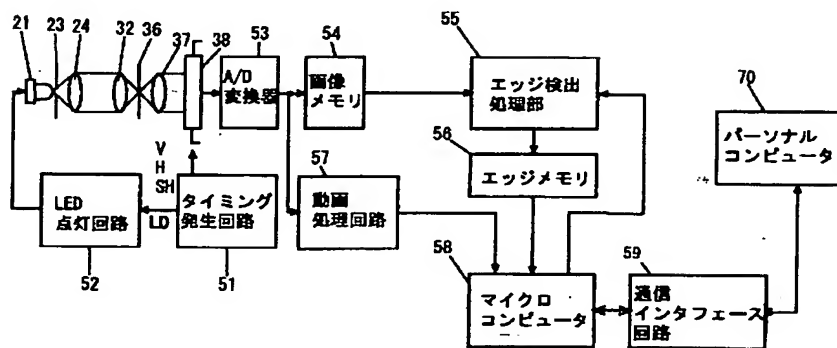 21 23 24 32 36 37 38 53 54 55
A/D
変換器
画像
メモリ
エッジ検出
処理部
70
パーソナル
コンピュータ
56
エッジメモリ
V
H
SH
57
動画
処理回路
LED
点灯回路
LD
タイミング
発生回路
52
51
58
マイクロ
コンピュータ
59
通信
インタフェース
回路